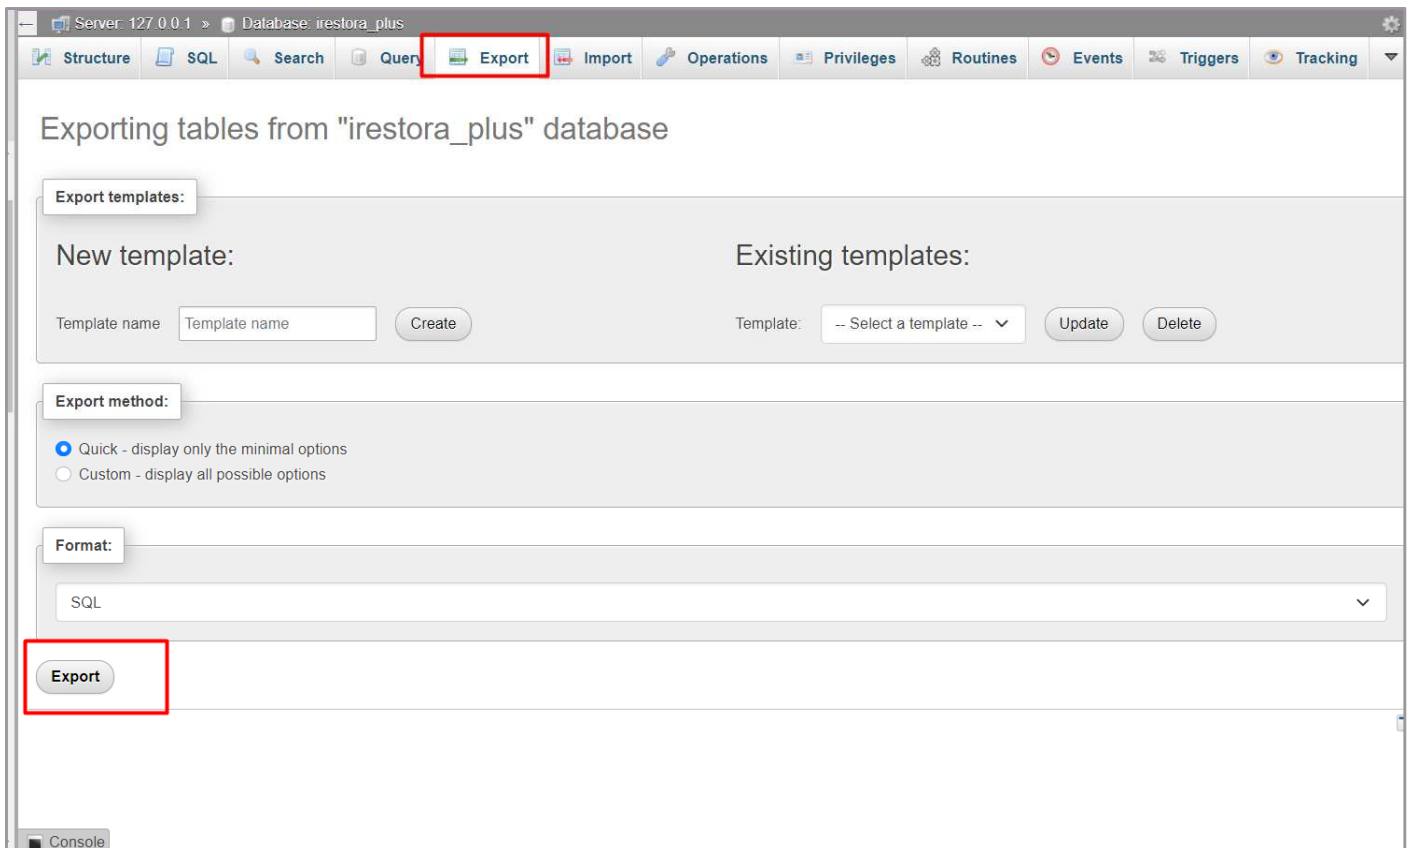 Server: 127.0.0.1 » Database: irestora_plus
Structure SQL Search Query Export Import Operations Privileges Routines Events Triggers Tracking
Exporting tables from "irestora_plus" database
Export templates:
New template:
Existing templates:
Template name Template name Create
Template: -- Select a template -- Update Delete
Export method:
Quick - display only the minimal options
Custom - display all possible options
Format:
SQL
Export
Console